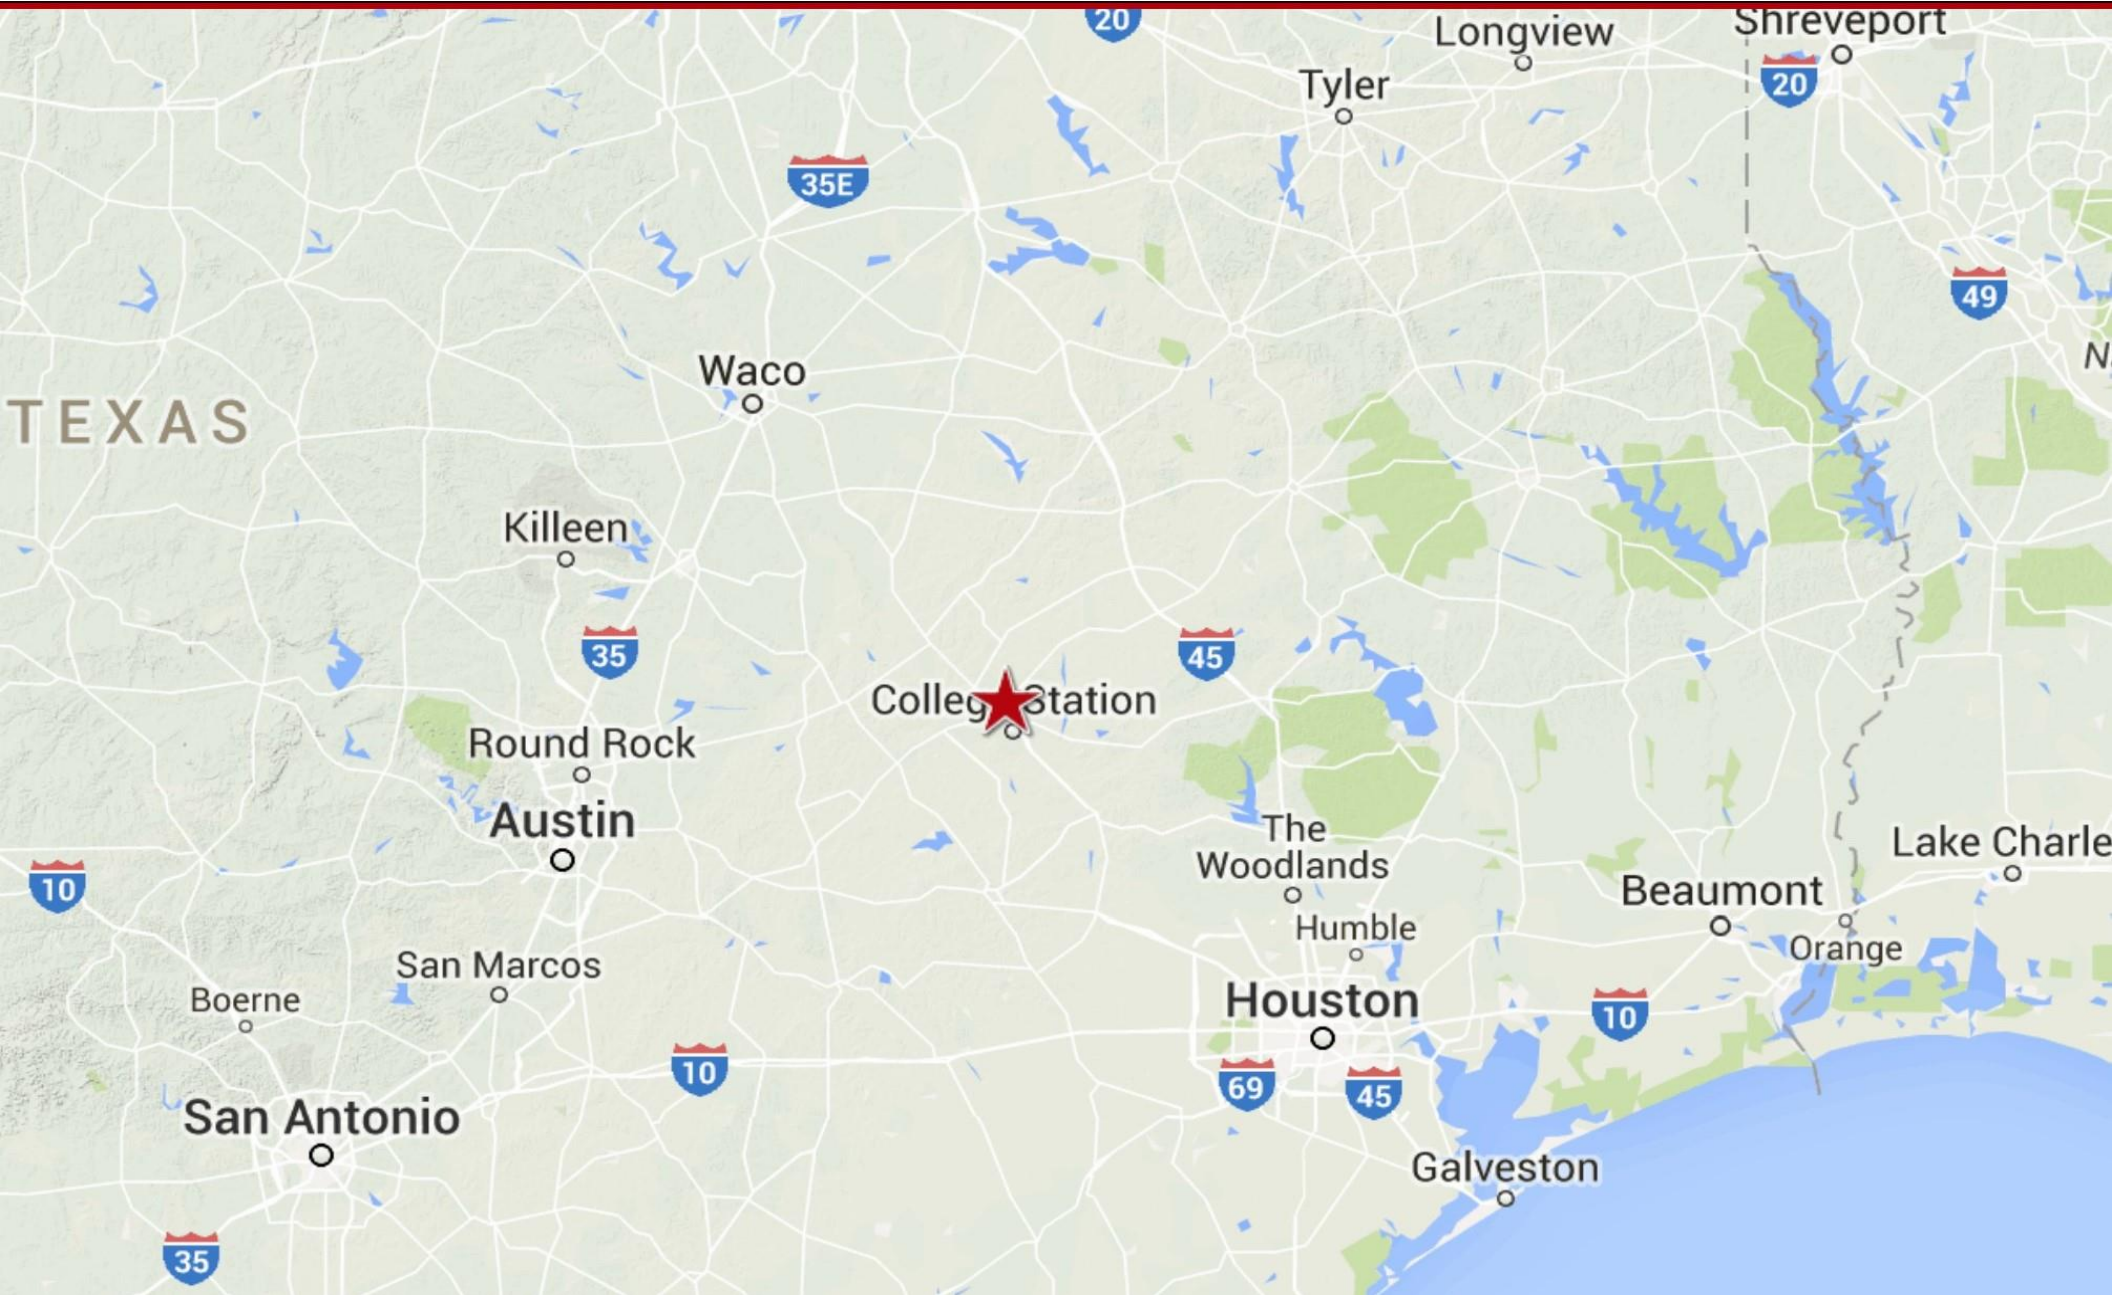 20
Longview
Shreveport
20
Tyler
35E
49
Waco
TEXAS
Killeen
35
45
College Station
Round Rock
Austin
The
Woodlands
Lake Charle
10
Beaumont
Humble
Orange
San Marcos
Boerne
Houston
10
10
69
45
San Antonio
Galveston
35